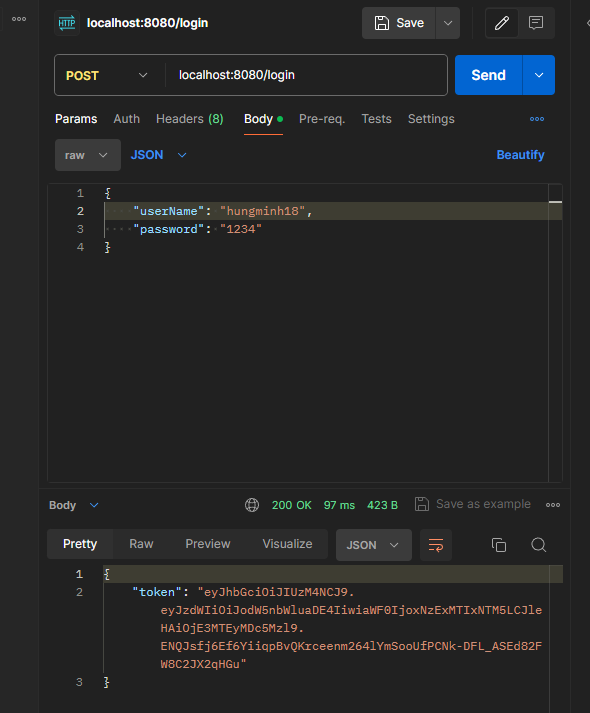 HTTP localhost:8080/login Save
POST localhost:8080/login Send
Params Auth Headers (8) Body Pre-req. Tests Settings
raw JSON Beautify
1 {
2 "userName": "hungminh18",
3 "password": "1234"
4 }
Body 200 OK 97 ms 423 B Save as example
Pretty Raw Preview Visualize JSON
1 {
2 "token": "eyJhbGciOiJIUzM4NCJ9.
eyJzdWIiOiJodW5nbWluaDE4IiwiaWF0IjoxNzExMTIxNTM5LCJle
HAiOjE3MTEyMDc5Mzl9.
ENQJsfj6Ef6YiiqpBvQKrceenm264lYmSooUfPCNk-DFL_ASEd82F
W8C2JX2qHGu"
3 }